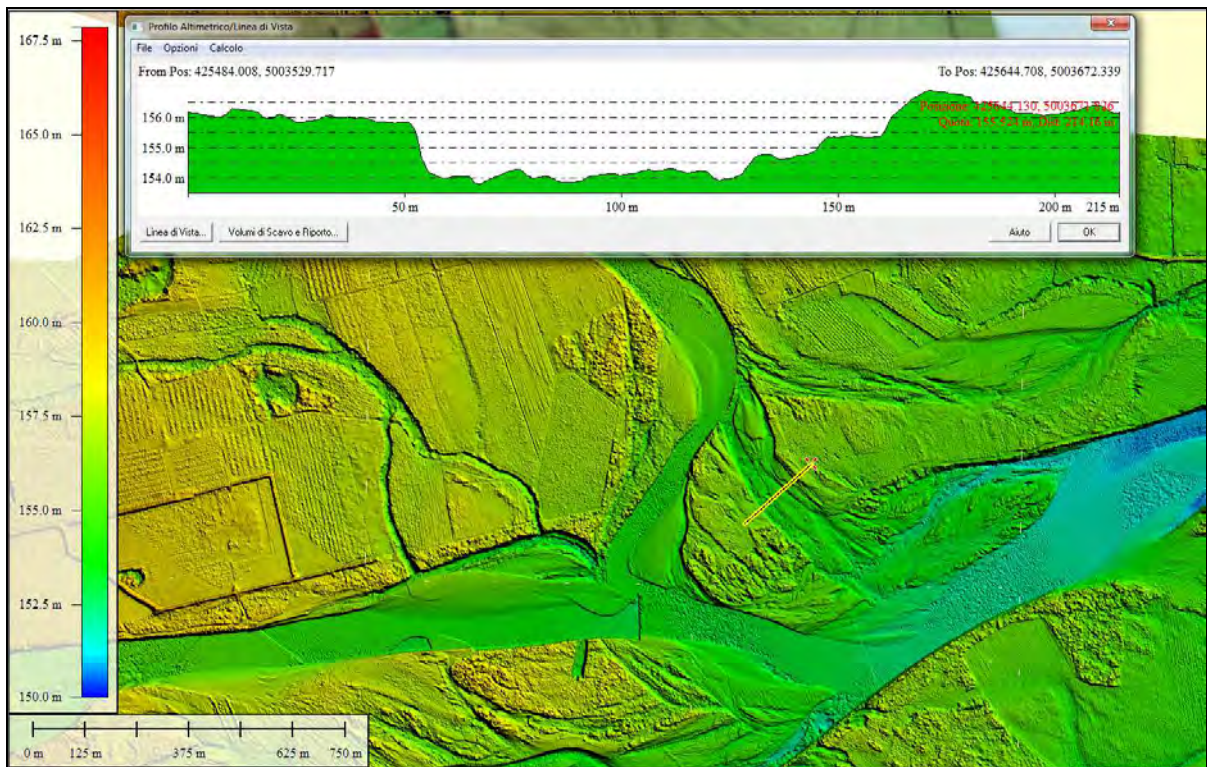 Profilo Altimetrico/Linea di Vista
File Opzioni Calcolo
From Pos: 425484.008, 5003529.717
To Pos: 425644.708, 5003672.339
156.0 m
155.0 m
154.0 m
50 m
100 m
150 m
200 m
215 m
Linea di Vista...
Volumi di Scavo e Riporto...
Aiuto
OK
167.5 m
165.0 m
162.5 m
160.0 m
157.5 m
155.0 m
152.5 m
150.0 m
0 m
125 m
375 m
625 m
750 m